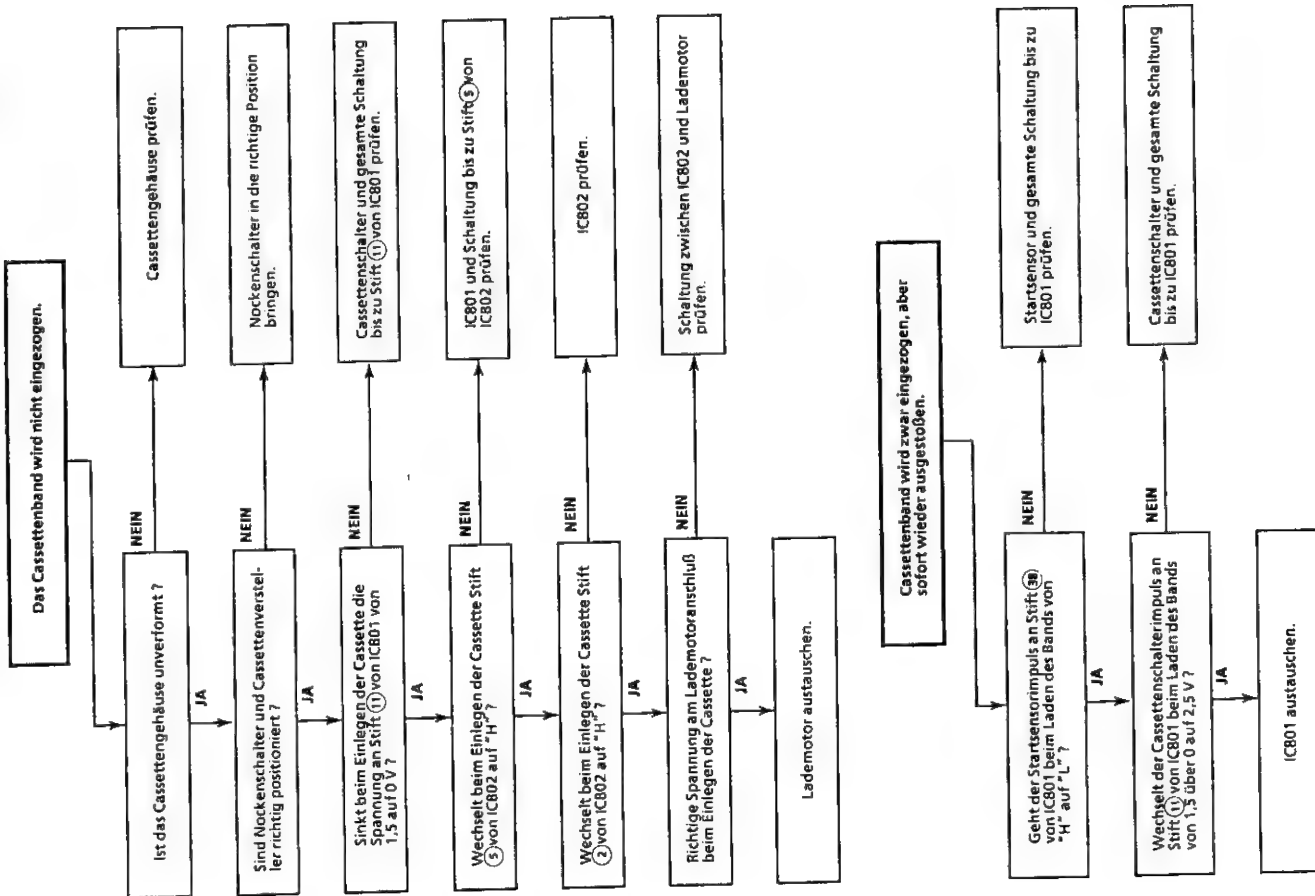 Das Cassettenband wird nicht eingezogen.
Ist das Cassettengehäuse unverformt ?
NEIN
Cassettengehäuse prüfen.
JA
Sind Nockenschalter und Cassettenverstel-
ler richtig positioniert ?
NEIN
Nockenschalter in die richtige Position
bringen.
JA
Sinkt beim Einlegen der Cassette die
Spannung an Stift (11) von IC801 von
1,5 auf 0 V ?
NEIN
Cassettenschalter und gesamte Schaltung
bis zu Stift (11) von IC801 prüfen.
JA
Wechselt beim Einlegen der Cassette Stift
(5) von IC802 auf "H" ?
NEIN
IC801 und Schaltung bis zu Stift (5) von
IC802 prüfen.
JA
Wechselt beim Einlegen der Cassette Stift
(2) von IC802 auf "H" ?
NEIN
IC802 prüfen.
JA
Richtige Spannung am Lademotoranschluß
beim Einlegen der Cassette ?
NEIN
Schaltung zwischen IC802 und Lademotor
prüfen.
JA
Lademotor austauschen.
Cassettenband wird zwar eingezogen, aber
sofort wieder ausgestoßen.
Geht der Startsensorimpuls an Stift (38)
von IC801 beim Laden des Bands von
"H" auf "L" ?
NEIN
Startsensor und gesamte Schaltung bis zu
IC801 prüfen.
JA
Wechselt der Cassettenschalterimpuls an
Stift (11) von IC801 beim Laden des Bands
von 1,5 über 0 auf 2,5 V ?
NEIN
Cassettenschalter und gesamte Schaltung
bis zu IC801 prüfen.
JA
IC801 austauschen.